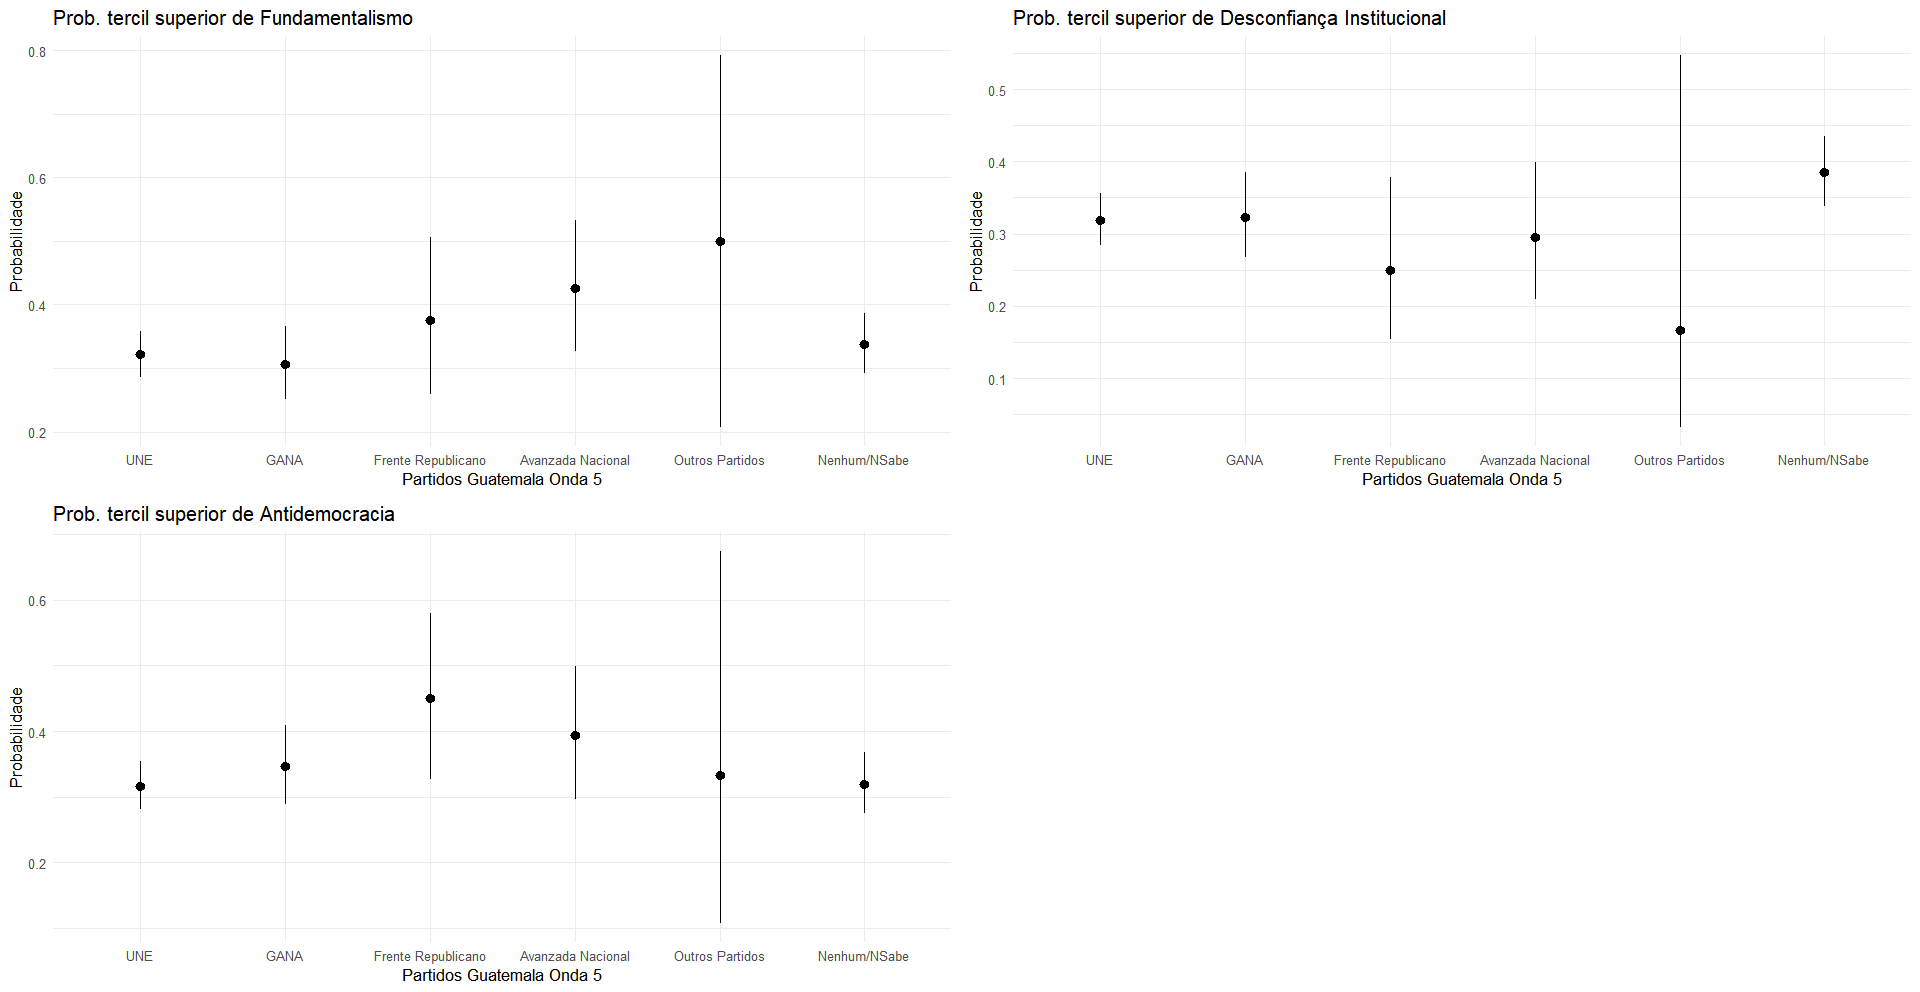 Prob. tercil superior de Fundamentalismo
0.8
0.6
0.4
0.2
Probabilidade
UNE GANA Frente Republicano Avanzada Nacional Outros Partidos Nenhum/NSabe
Partidos Guatemala Onda 5
Prob. tercil superior de Desconfiança Institucional
0.5
0.4
0.3
0.2
0.1
Probabilidade
UNE GANA Frente Republicano Avanzada Nacional Outros Partidos Nenhum/NSabe
Partidos Guatemala Onda 5
Prob. tercil superior de Antidemocracia
0.6
0.4
0.2
Probabilidade
UNE GANA Frente Republicano Avanzada Nacional Outros Partidos Nenhum/NSabe
Partidos Guatemala Onda 5